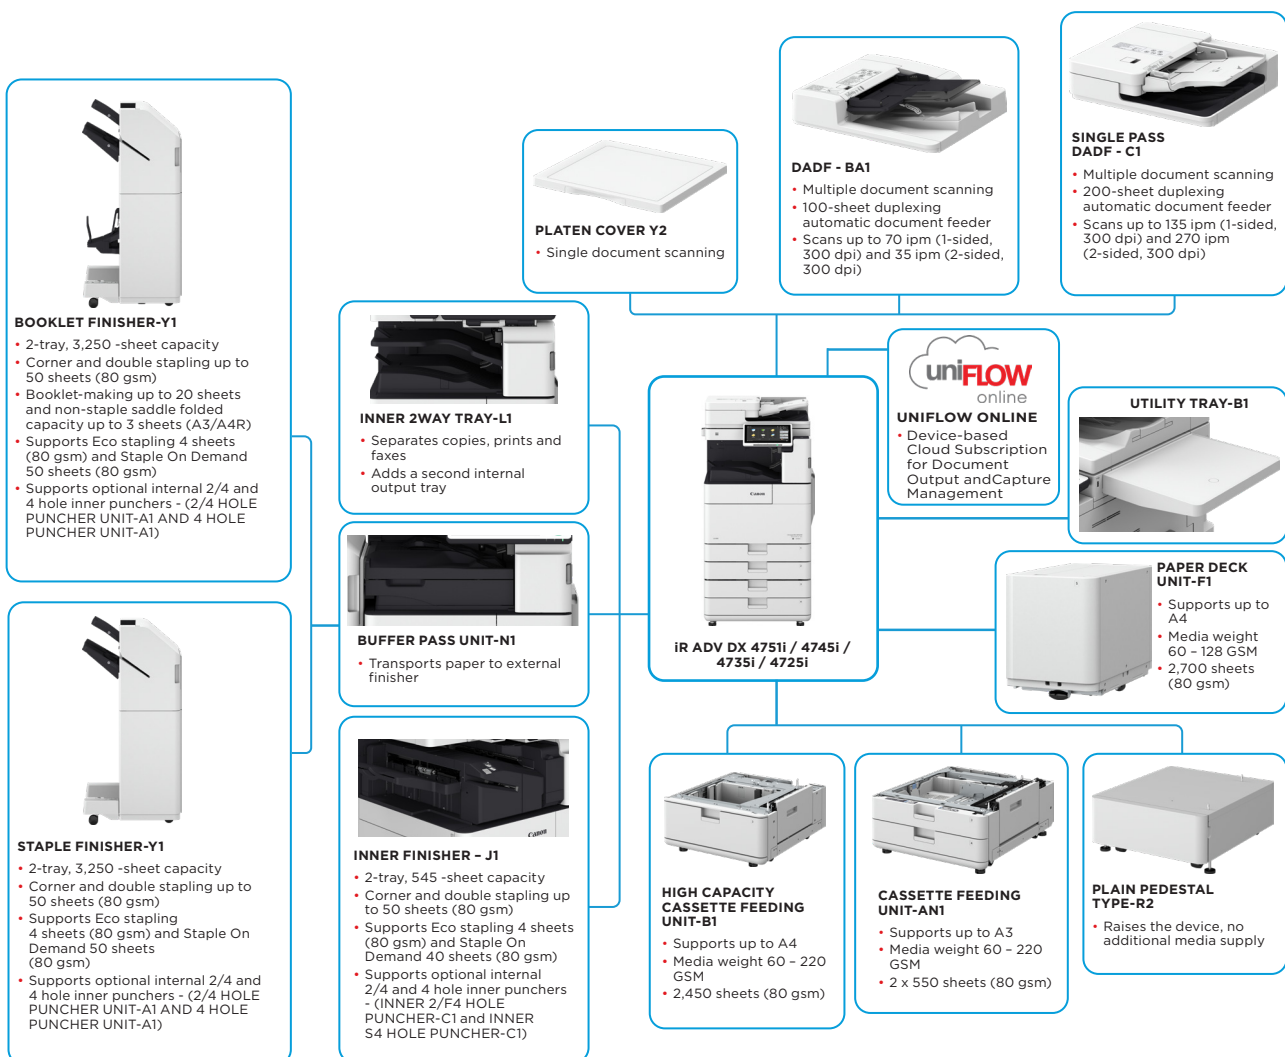 BOOKLET FINISHER-Y1
• 2-tray, 3,250 -sheet capacity
• Corner and double stapling up to
50 sheets (80 gsm)
• Booklet-making up to 20 sheets
and non-staple saddle folded
capacity up to 3 sheets (A3/A4R)
• Supports Eco stapling 4 sheets
(80 gsm) and Staple On Demand
50 sheets (80 gsm)
• Supports optional internal 2/4 and
4 hole inner punchers - (2/4 HOLE
PUNCHER UNIT-A1 AND 4 HOLE
PUNCHER UNIT-A1)
STAPLE FINISHER-Y1
• 2-tray, 3,250 -sheet capacity
• Corner and double stapling up to
50 sheets (80 gsm)
• Supports Eco stapling
4 sheets (80 gsm) and Staple On
Demand 50 sheets
(80 gsm)
• Supports optional internal 2/4 and
4 hole inner punchers - (2/4 HOLE
PUNCHER UNIT-A1 AND 4 HOLE
PUNCHER UNIT-A1)
INNER 2WAY TRAY-L1
• Separates copies, prints and
faxes
• Adds a second internal
output tray
BUFFER PASS UNIT-N1
• Transports paper to external
finisher
Canon
INNER FINISHER – J1
• 2-tray, 545 -sheet capacity
• Corner and double stapling up
to 50 sheets (80 gsm)
• Supports Eco stapling 4 sheets
(80 gsm) and Staple On
Demand 40 sheets (80 gsm)
• Supports optional internal
2/4 and 4 hole inner punchers
- (INNER 2/F4 HOLE
PUNCHER-C1 and INNER
S4 HOLE PUNCHER-C1)
PLATEN COVER Y2
• Single document scanning
DADF - BA1
• Multiple document scanning
• 100-sheet duplexing
automatic document feeder
• Scans up to 70 ipm (1-sided,
300 dpi) and 35 ipm (2-sided,
300 dpi)
SINGLE PASS
DADF - C1
• Multiple document scanning
• 200-sheet duplexing
automatic document feeder
• Scans up to 135 ipm (1-sided,
300 dpi) and 270 ipm
(2-sided, 300 dpi)
Canon
iR ADV DX 4751i / 4745i /
4735i / 4725i
uniFLOW
online
UNIFLOW ONLINE
• Device-based
Cloud Subscription
for Document
Output andCapture
Management
UTILITY TRAY-B1
PAPER DECK
UNIT-F1
• Supports up to
A4
• Media weight
60 – 128 GSM
• 2,700 sheets
(80 gsm)
HIGH CAPACITY
CASSETTE FEEDING
UNIT-B1
• Supports up to A4
• Media weight 60 – 220
GSM
• 2,450 sheets (80 gsm)
CASSETTE FEEDING
UNIT-AN1
• Supports up to A3
• Media weight 60 – 220
GSM
• 2 x 550 sheets (80 gsm)
PLAIN PEDESTAL
TYPE-R2
• Raises the device, no
additional media supply